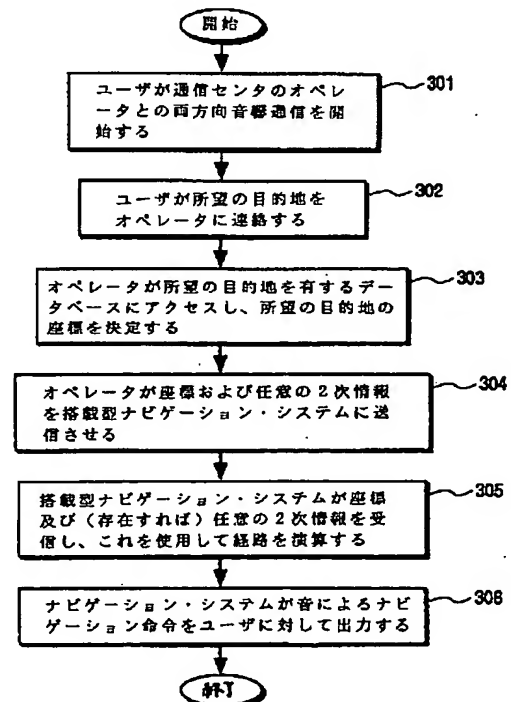 開始
ユーザが通信センタのオペレ
ータとの両方向音響通信を開
始する
301
ユーザが所望の目的地を
オペレータに連絡する
302
オペレータが所望の目的地を有するデー
タベースにアクセスし、所望の目的地の
座標を決定する
303
オペレータが座標および任意の2次情報
を搭載型ナビゲーション・システムに送
信させる
304
搭載型ナビゲーション・システムが座標
及び(存在すれば)任意の2次情報を受
信し、これを使用して経路を演算する
305
ナビゲーション・システムが音によるナビ
ゲーション命令をユーザに対して出力する
306
終了